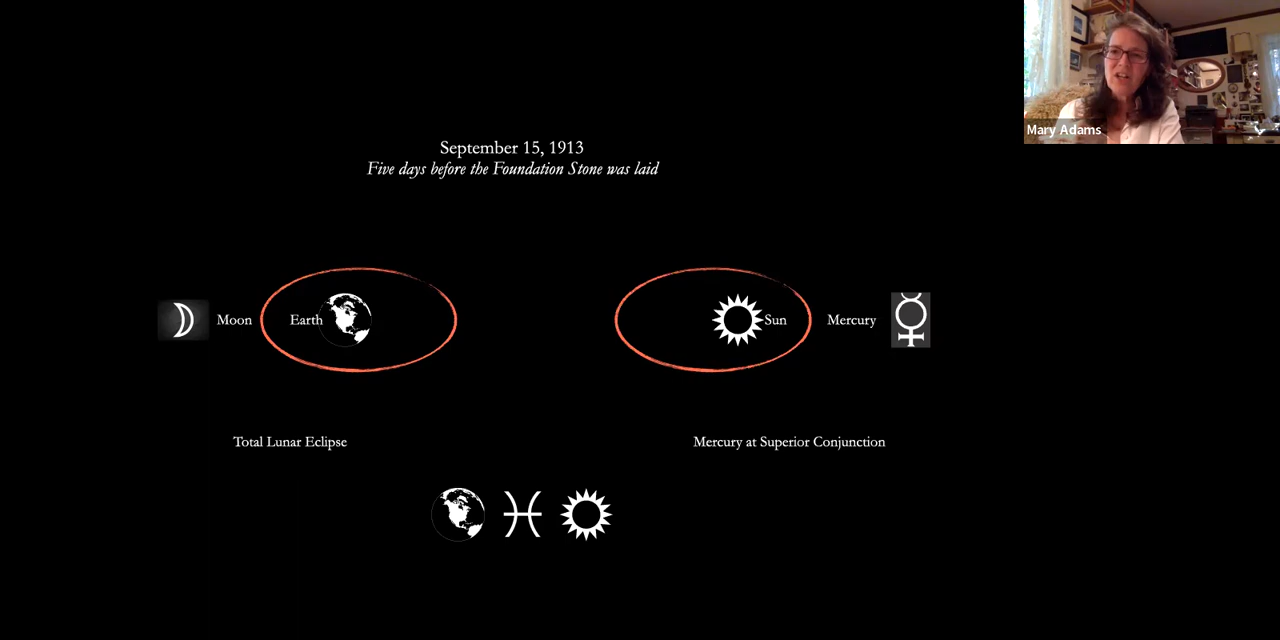 Mary Adams
September 15, 1913
Five days before the Foundation Stone was laid
Moon
Earth
Sun
Mercury
Total Lunar Eclipse
Mercury at Superior Conjunction